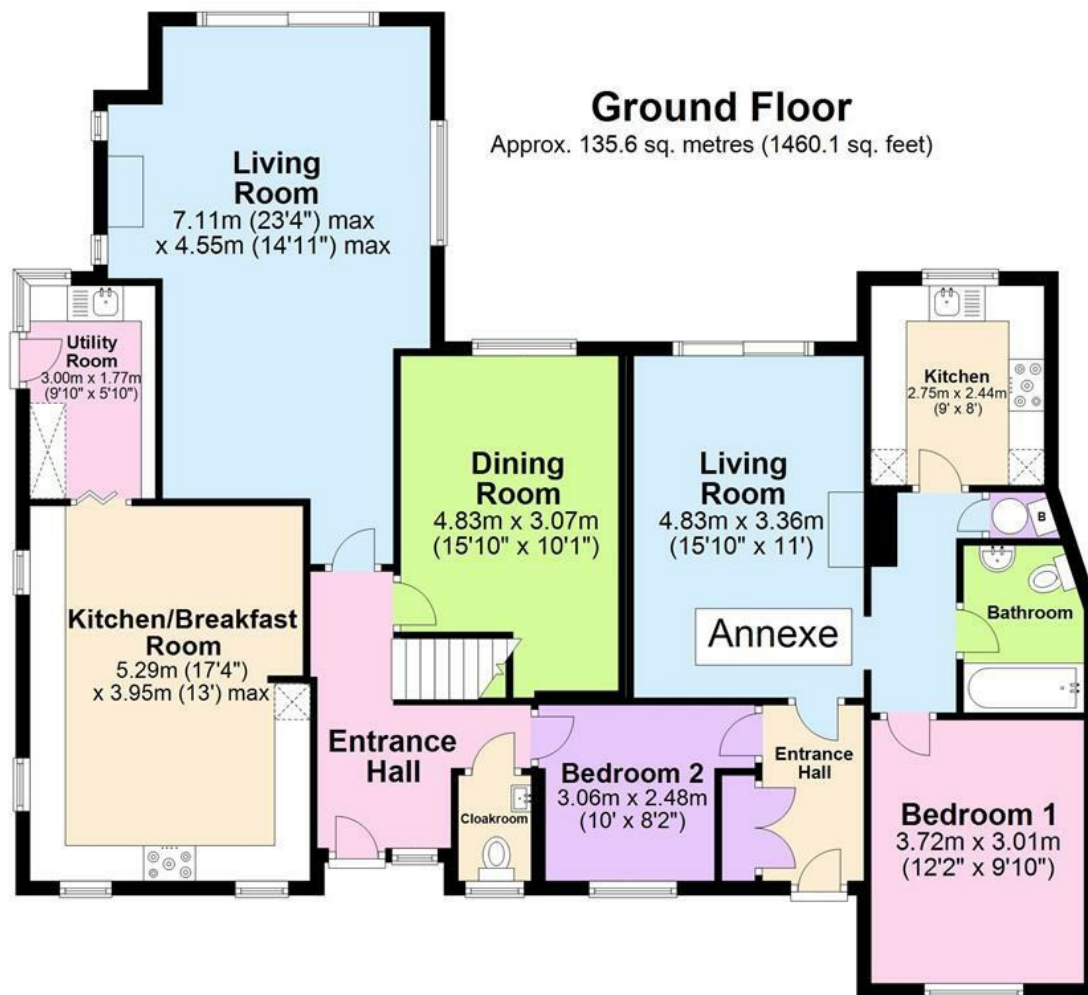 Ground Floor
Approx. 135.6 sq. metres (1460.1 sq. feet)
Living
Room
7.11m (23'4") max
x 4.55m (14'11") max
Utility
Room
3.00m x 1.77m
(9'10" x 5'10")
Kitchen
2.75m x 2.44m
(9' x 8')
Dining
Room
4.83m x 3.07m
(15'10" x 10'1")
Living
Room
4.83m x 3.36m
(15'10" x 11')
B
Kitchen/Breakfast
Room
5.29m (17'4")
x 3.95m (13') max
Annexe
Bathroom
Entrance
Hall
Cloakroom
Bedroom 2
3.06m x 2.48m
(10' x 8'2")
Entrance
Hall
Bedroom 1
3.72m x 3.01m
(12'2" x 9'10")